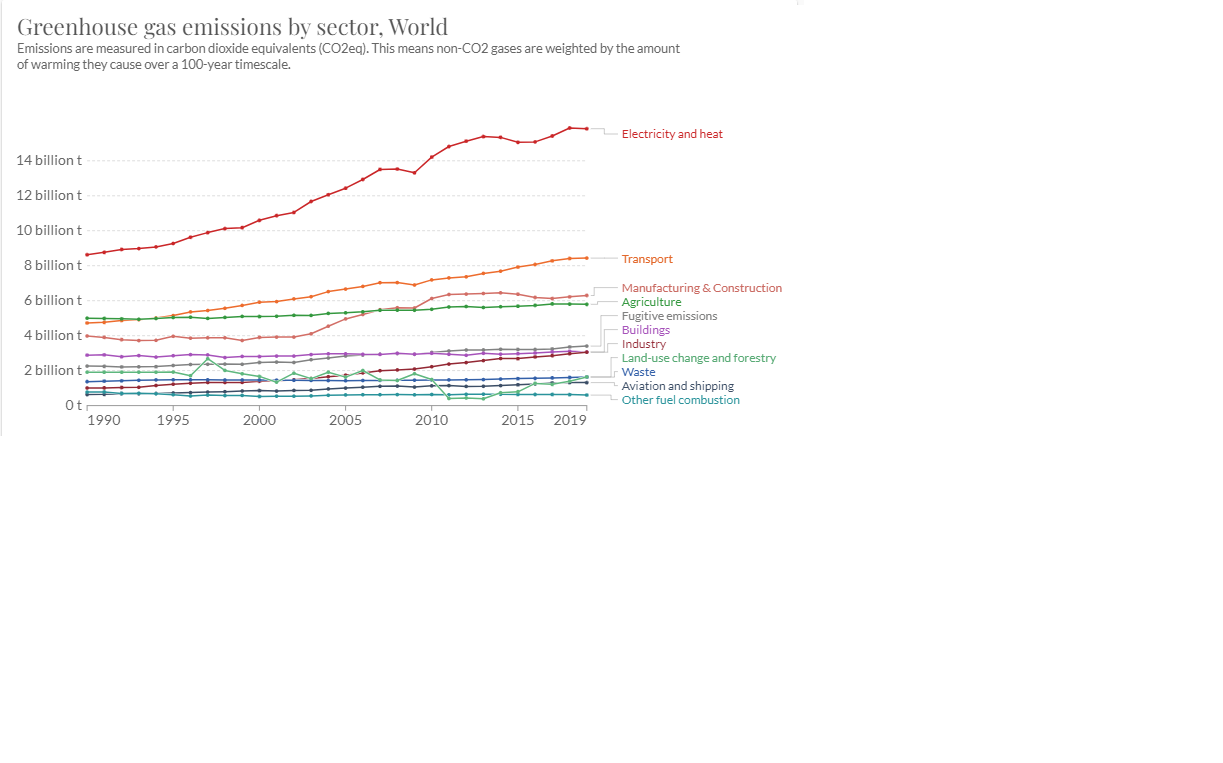 Greenhouse gas emissions by sector, World
Emissions are measured in carbon dioxide equivalents (CO2eq). This means non-CO2 gases are weighted by the amount
of warming they cause over a 100-year timescale.
14 billion t
12 billion t
10 billion t
8 billion t
6 billion t
4 billion t
2 billion t
0 t
1990
1995
2000
2005
2010
2015
2019
Electricity and heat
Transport
Manufacturing & Construction
Agriculture
Fugitive emissions
Buildings
Industry
Land-use change and forestry
Waste
Aviation and shipping
Other fuel combustion